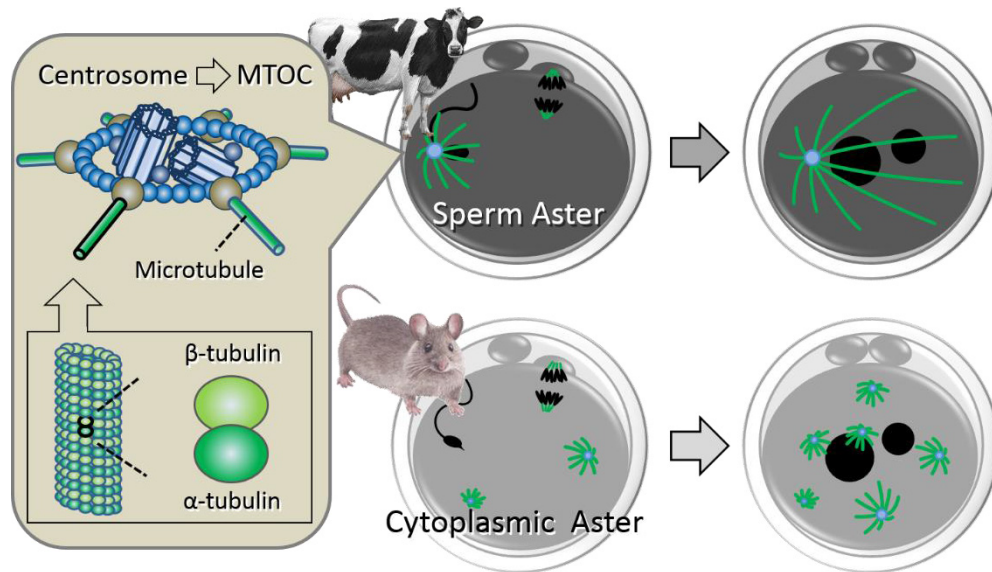 Centrosome MTOC
Microtubule
β-tubulin
α-tubulin
Sperm Aster
Cytoplasmic Aster